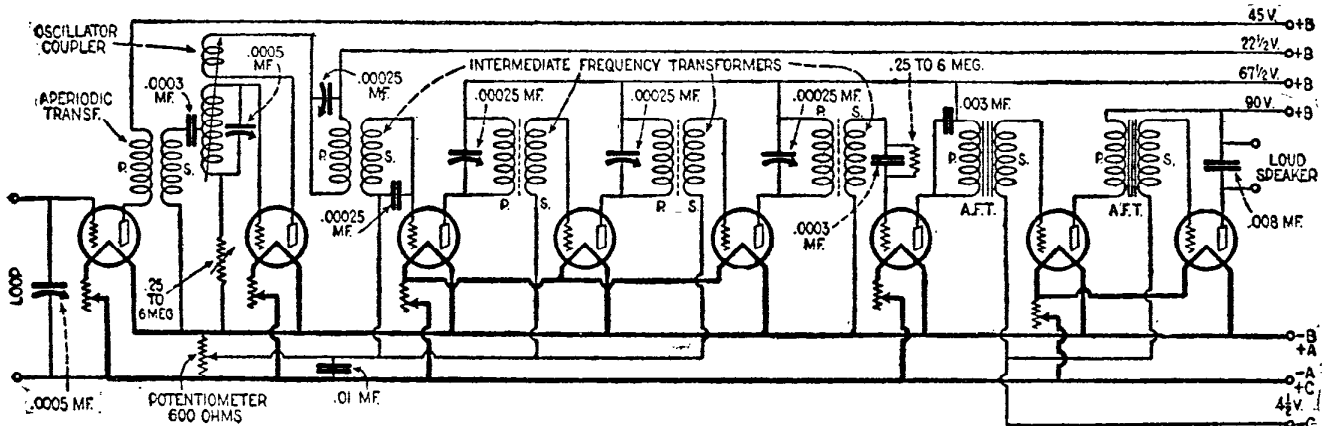 OSCILLATOR
COUPLER
.0005
MF.
.0003
MF.
APERIODIC
TRANSF.
P.
S.
.00025
MF.
INTERMEDIATE FREQUENCY TRANSFORMERS
.25 TO 6 MEG.
45 V.
+B
22½V.
+B
67½V.
+B
90 V.
+B
.00025 MF.
.00025 MF.
.00025 MF.
.003 MF.
P.
S.
P.
S.
P.
S.
P.
S.
P.
S.
P.
S.
LOUD
SPEAKER
.00025
MF.
.0003
MF.
A.F.T.
A.F.T.
.008 MF.
LOOP
.25
TO
6 MEG
-B
+A
-A
+C
4½
V.
-C
.0005 MF.
POTENTIOMETER
600 OHMS
.01 MF.